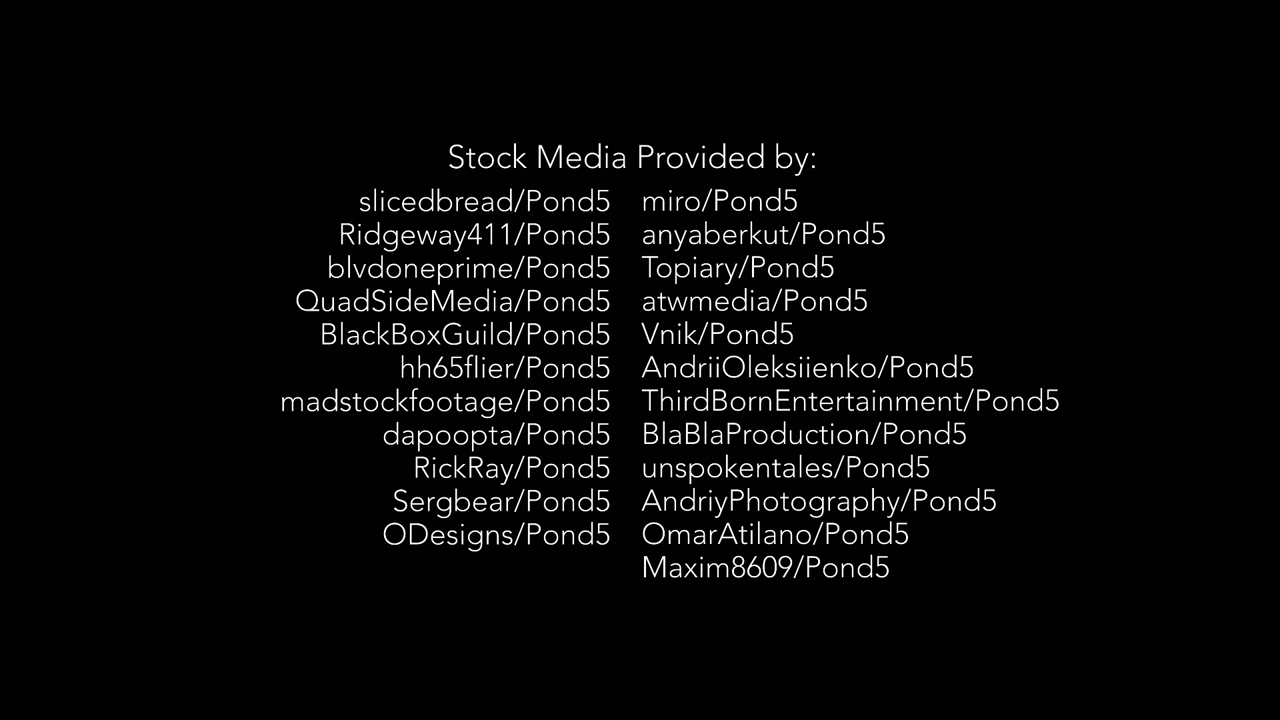 Stock Media Provided by:
slicedbread/Pond5 miro/Pond5
Ridgeway411/Pond5 anyaberkut/Pond5
blvdoneprime/Pond5 Topiary/Pond5
QuadSideMedia/Pond5 atwmedia/Pond5
BlackBoxGuild/Pond5 Vnik/Pond5
hh65flier/Pond5 AndriiOleksiienko/Pond5
madstockfootage/Pond5 ThirdBornEntertainment/Pond5
dapoopta/Pond5 BlaBlaProduction/Pond5
RickRay/Pond5 unspokentales/Pond5
Sergbear/Pond5 AndriyPhotography/Pond5
ODesigns/Pond5 OmarAtilano/Pond5
Maxim8609/Pond5